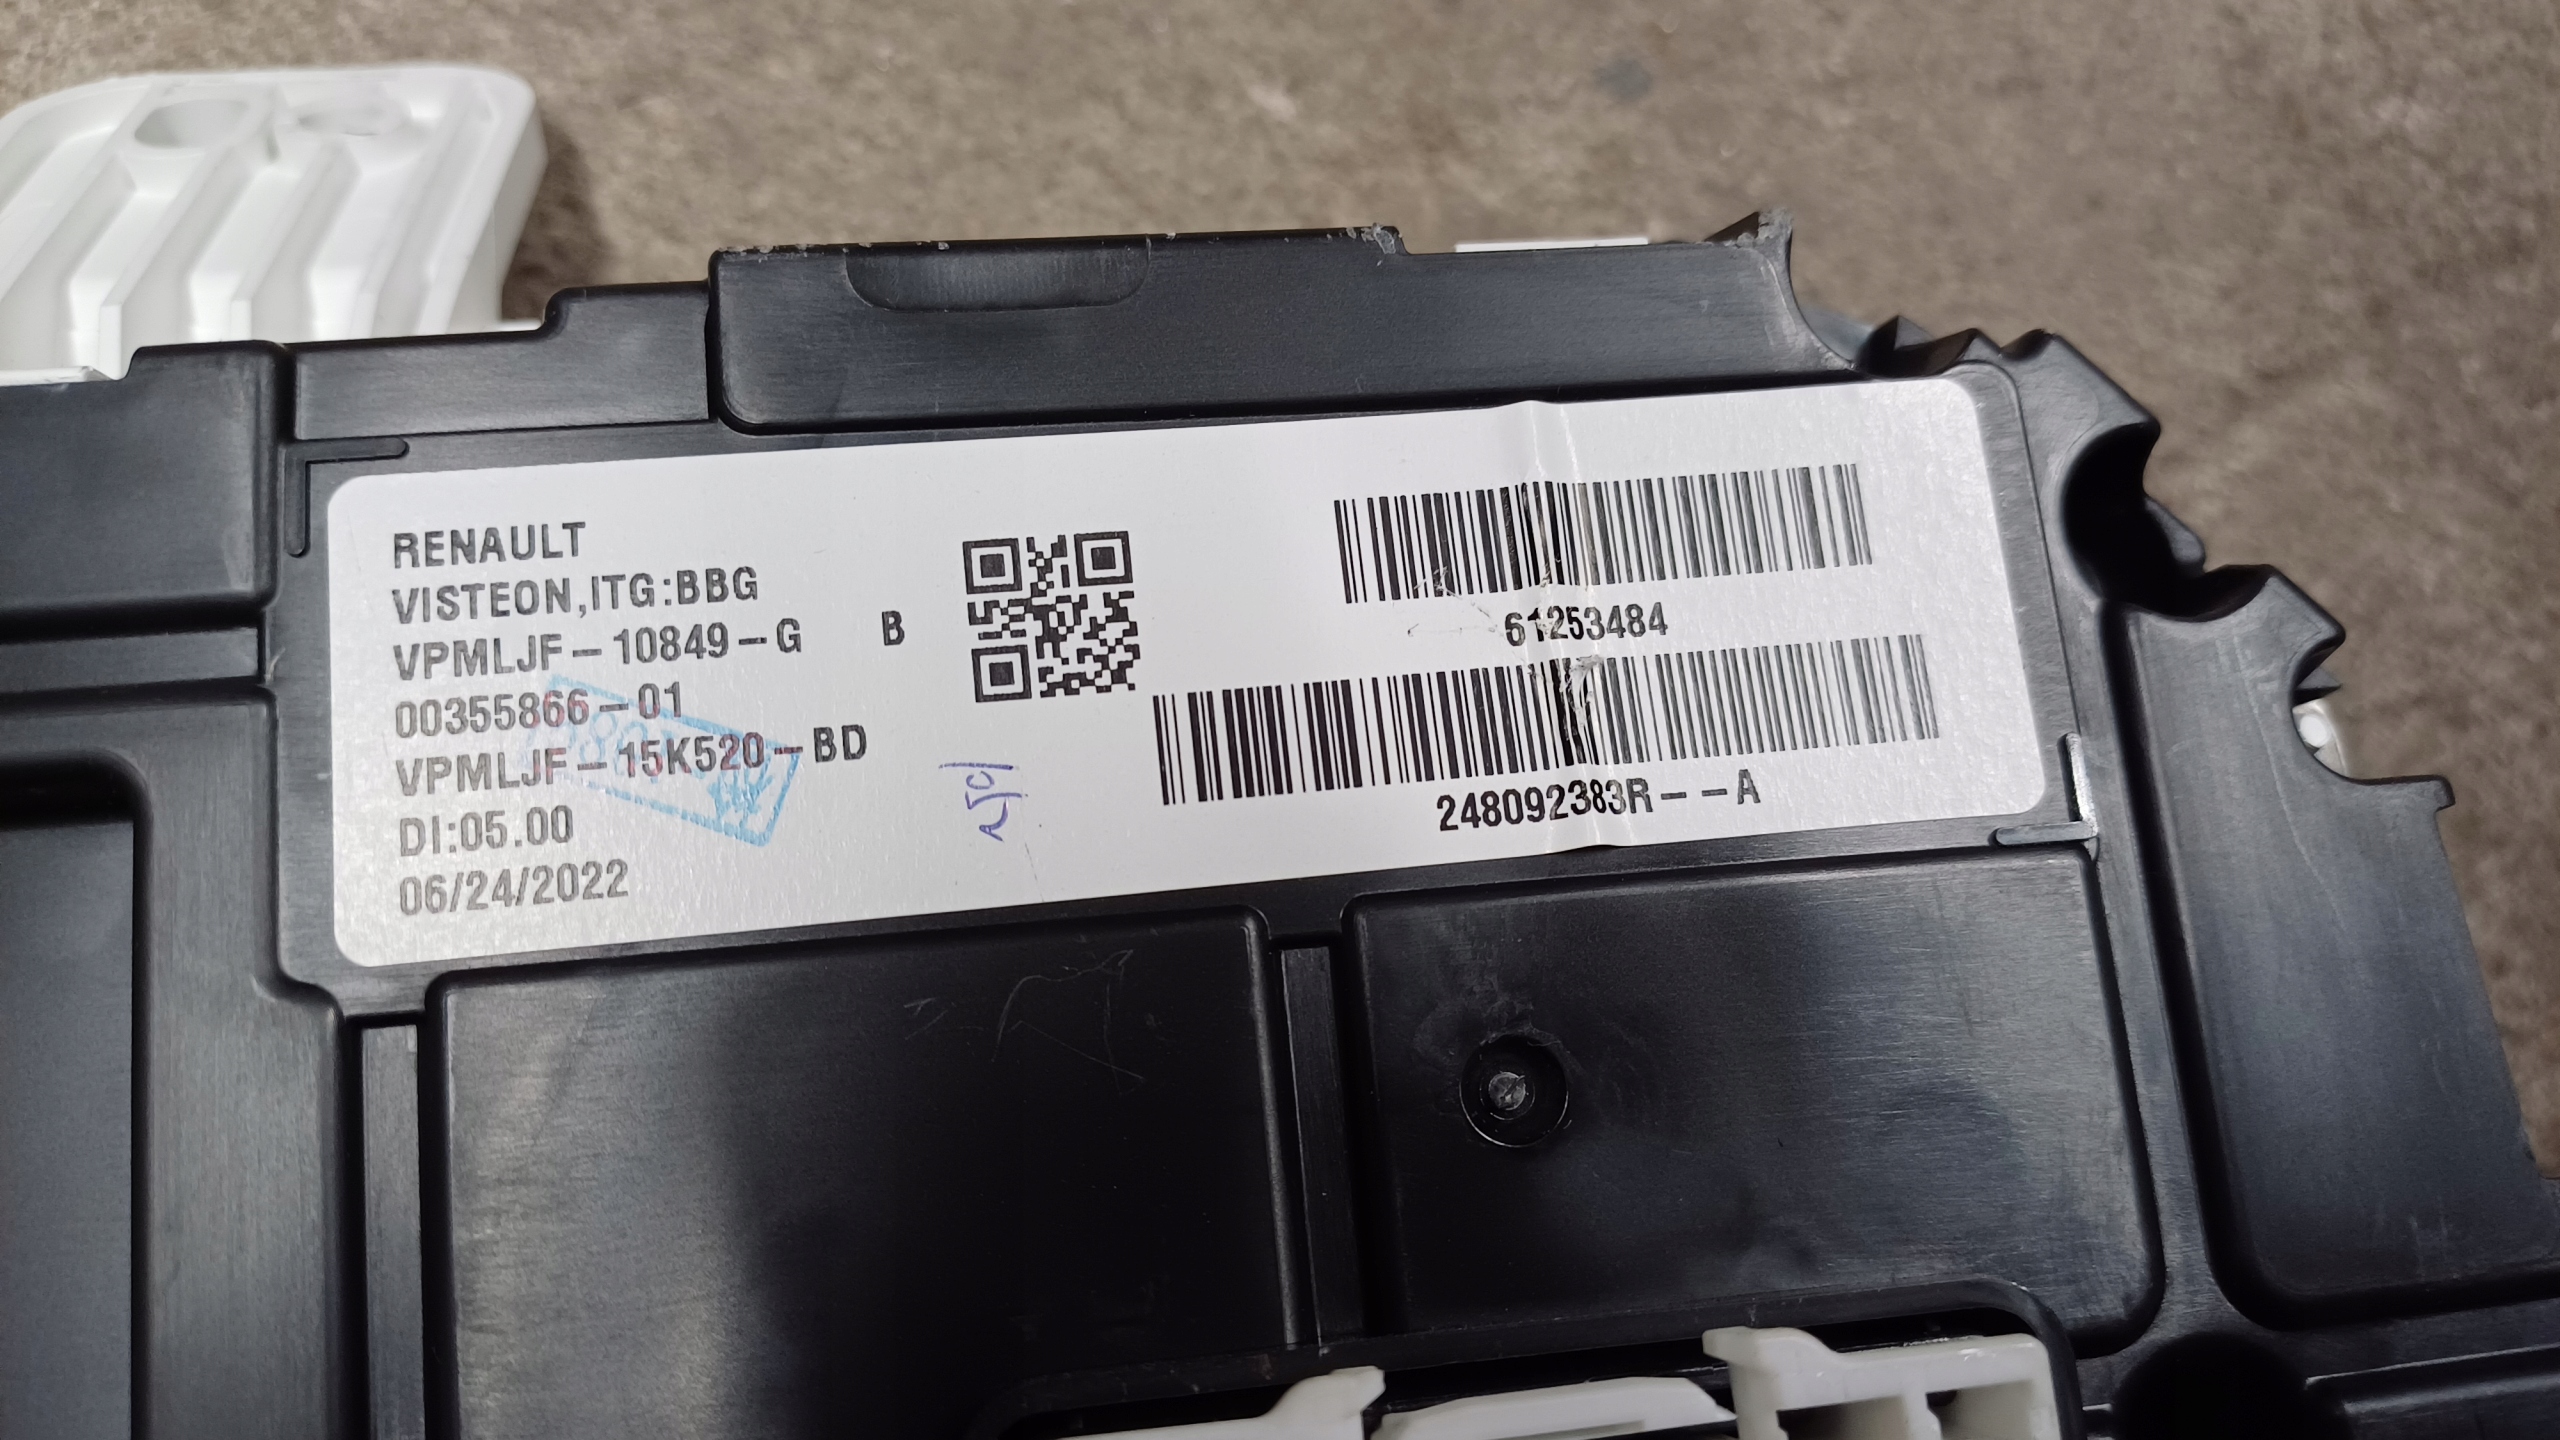 RENAULT
VISTEON,ITG:BBG
VPMLJF-10849-G B
00355866-01
VPMLJF-15K520-BD
DI:05.00
06/24/2022
61253484
248092383R--A